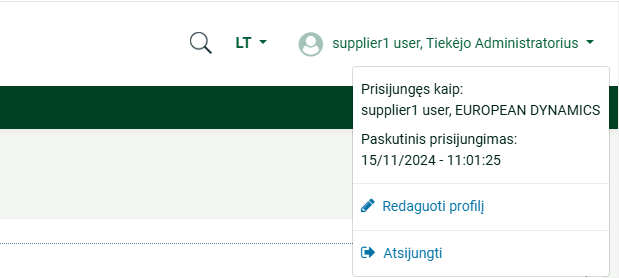 LT
supplier1 user, Tiekėjo Administratorius
Prisijungęs kaip:
supplier1 user, EUROPEAN DYNAMICS
Paskutinis prisijungimas:
15/11/2024 - 11:01:25
Redaguoti profilį
Atsijungti